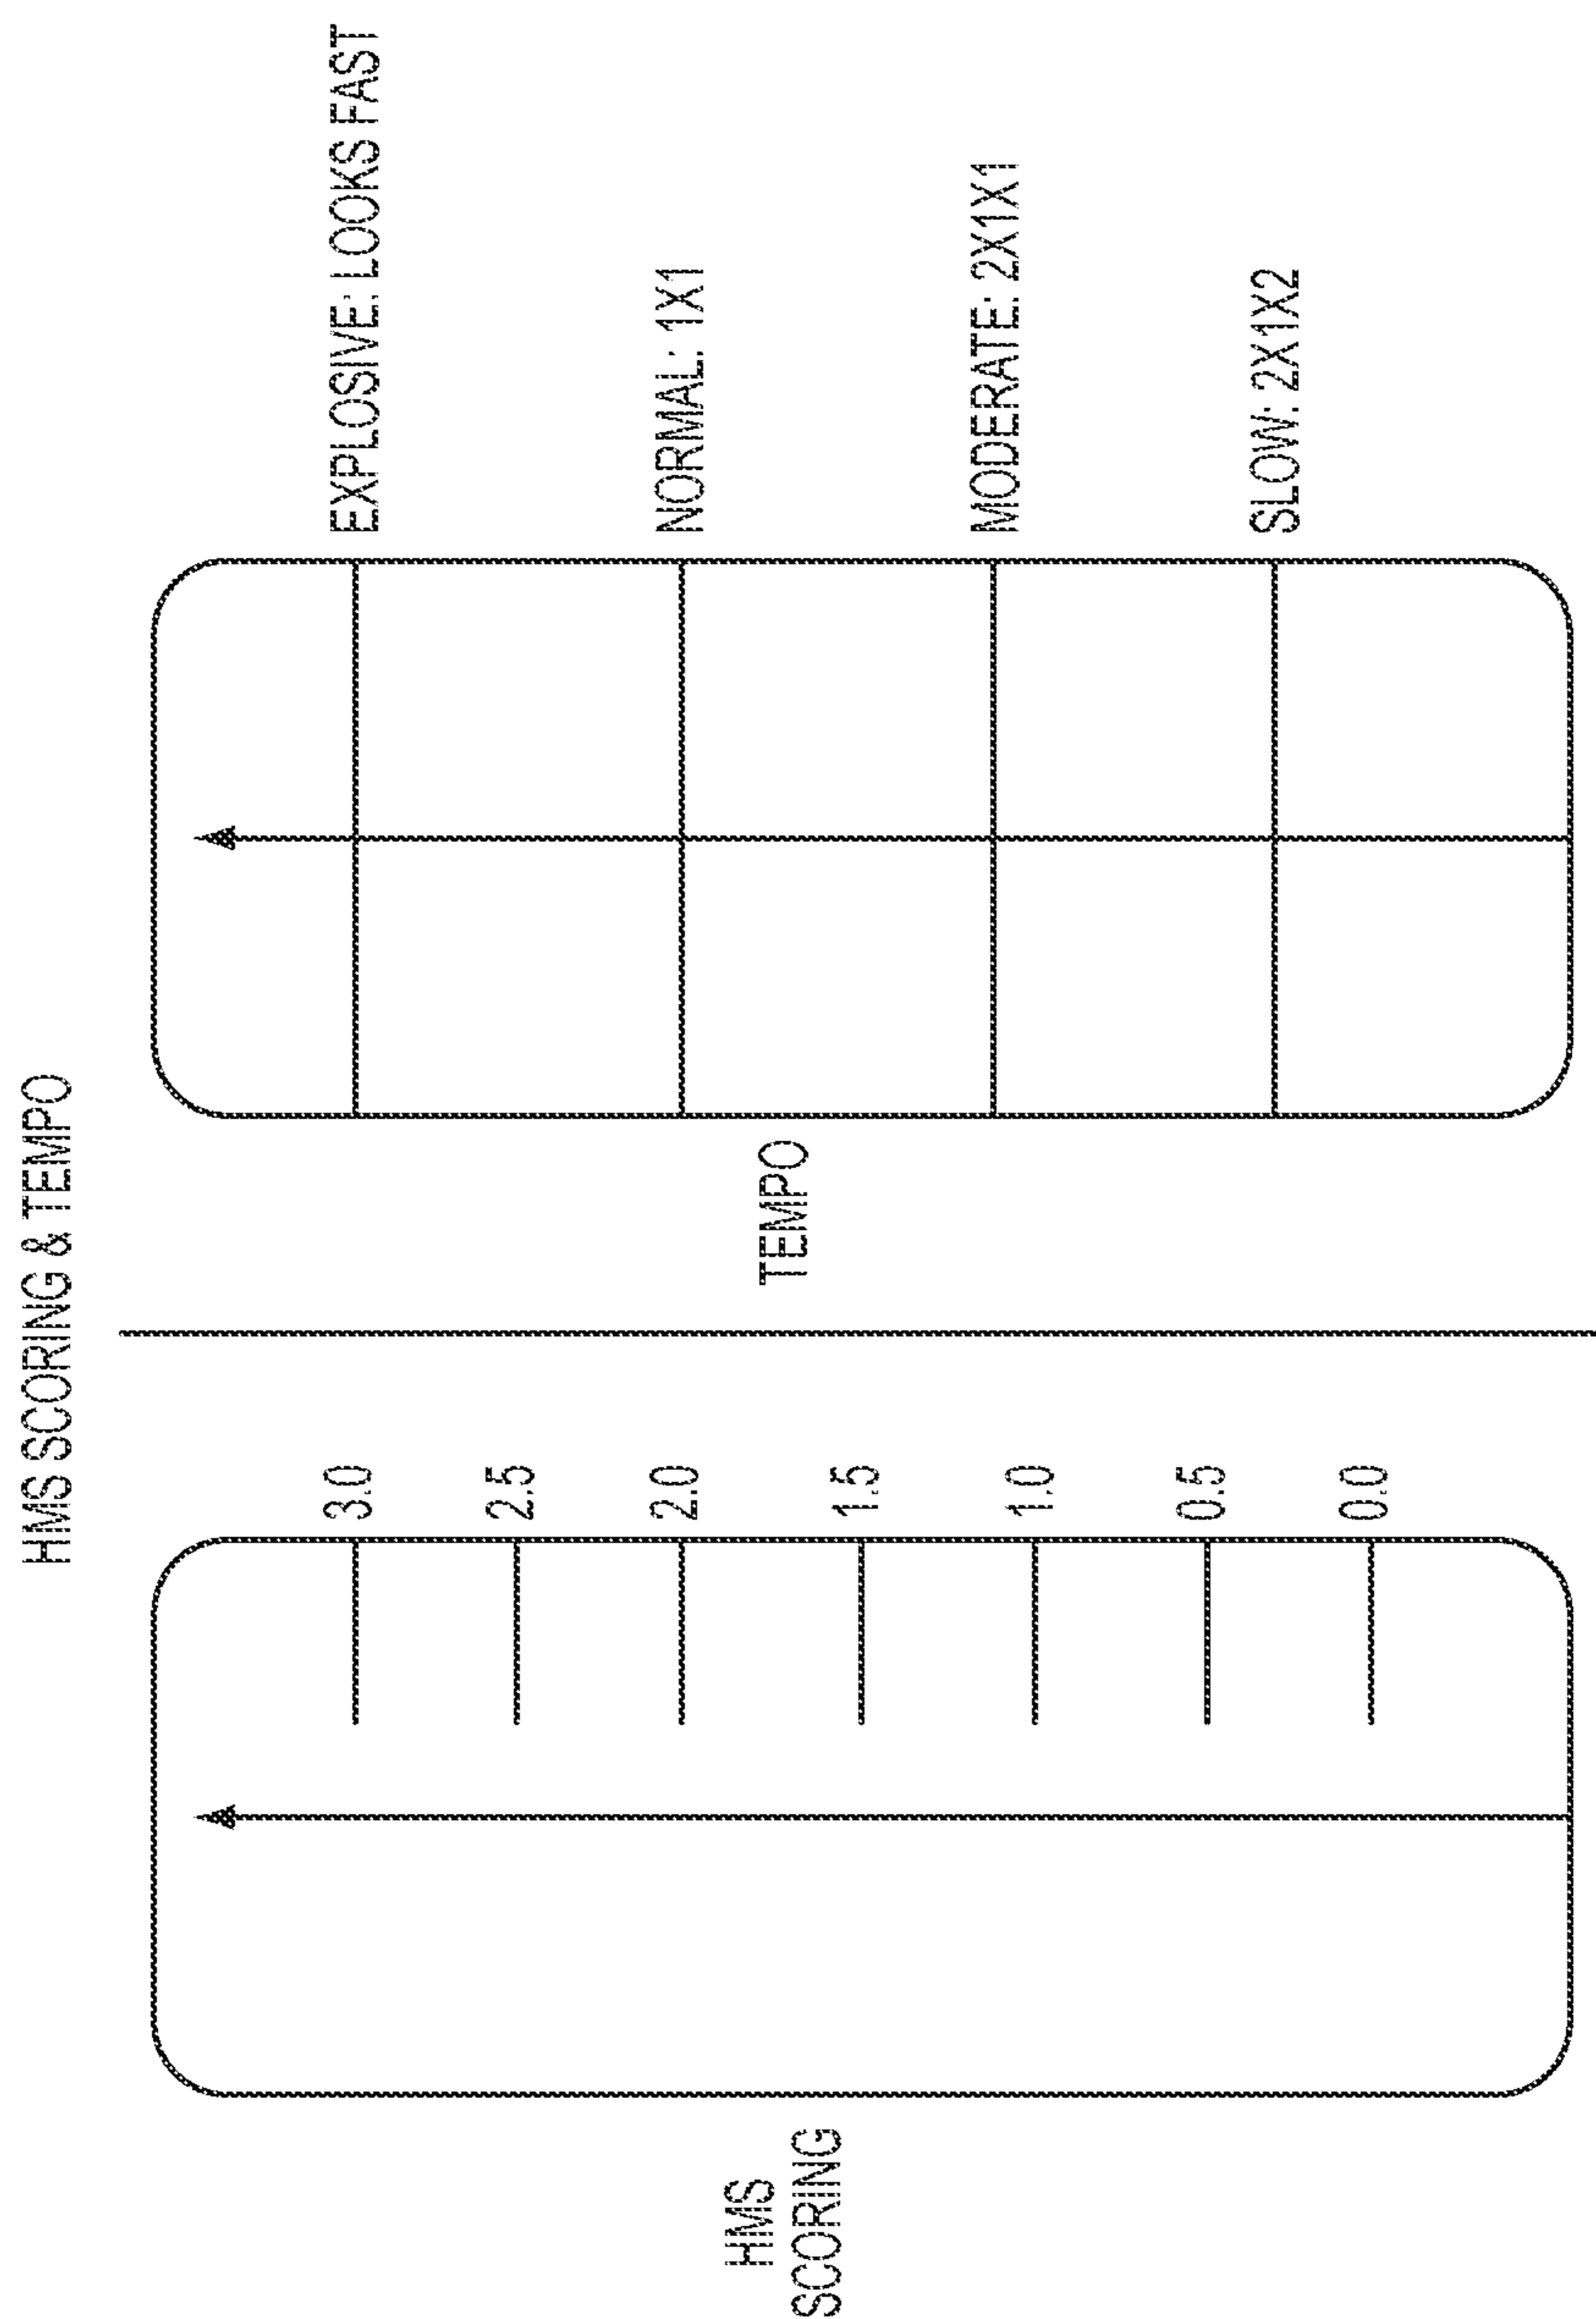 HMS SCORING & TEMPO
HMS
SCORING
3.0
2.5
2.0
1.5
1.0
0.5
0.0
TEMPO
EXPLOSIVE: LOOKS FAST
NORMAL: 1X1
MODERATE: 2X1X1
SLOW: 2X1X2